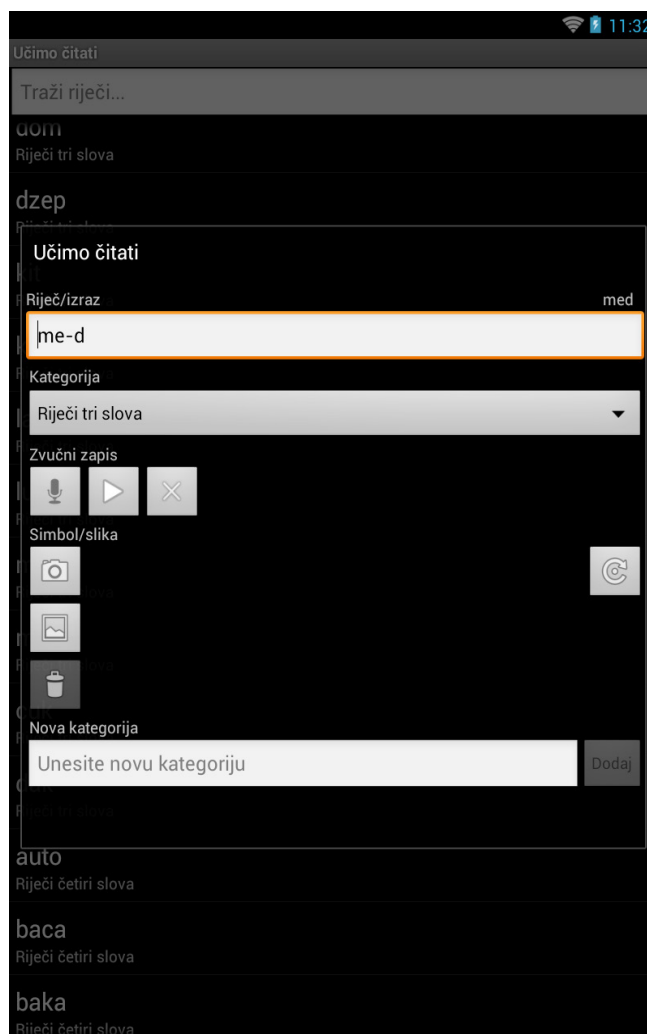 11:32
Učimo čitati
Traži riječi...
dom
Riječi tri slova
dzep
Učimo čitati
Riječ/izraz med
me-d
Kategorija
Riječi tri slova
Zvučni zapis
Simbol/slika
Nova kategorija
Unesite novu kategoriju Dodaj
auto
Riječi četiri slova
baca
Riječi četiri slova
baka
Riječi četiri slova